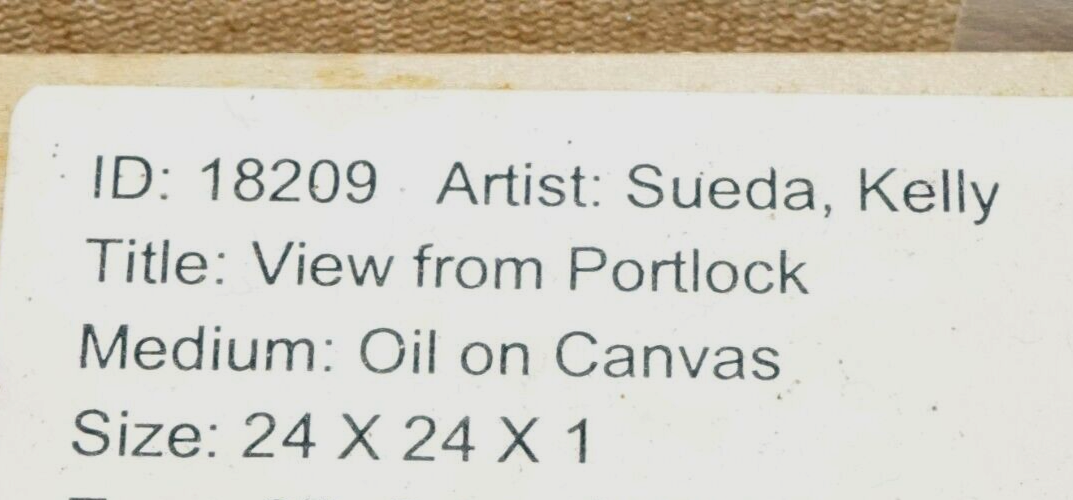 ID: 18209 Artist: Sueda, Kelly
Title: View from Portlock
Medium: Oil on Canvas
Size: 24 X 24 X 1